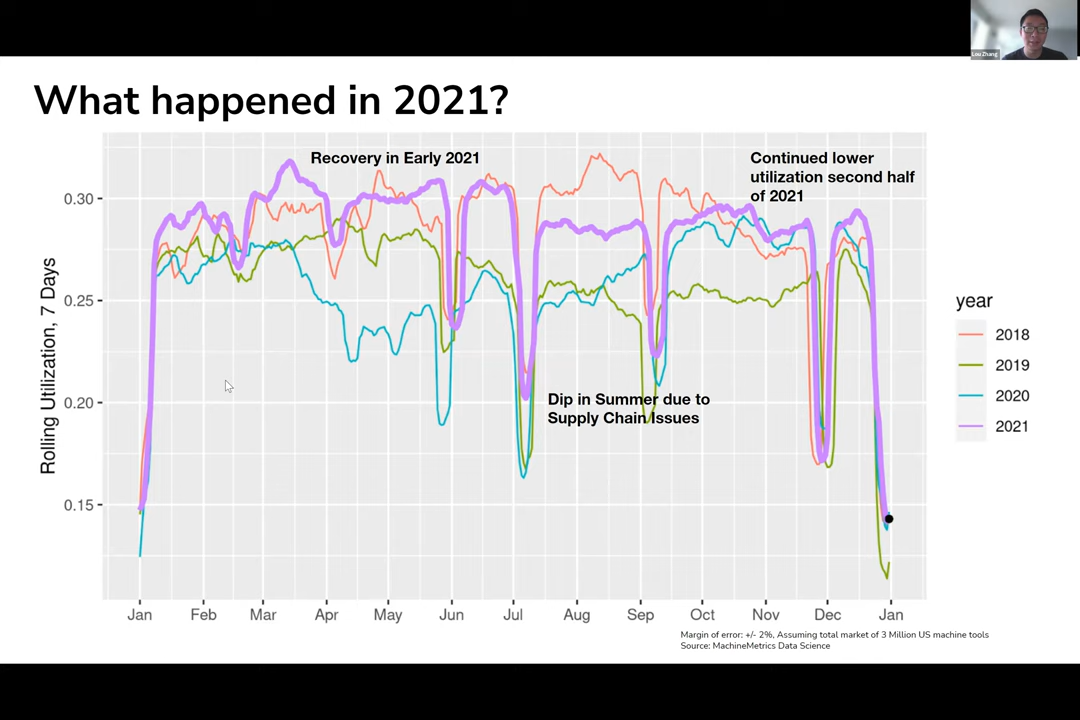 Lou Zhang
What happened in 2021?
Recovery in Early 2021
Continued lower
utilization second half
of 2021
Dip in Summer due to
Supply Chain Issues
Rolling Utilization, 7 Days
0.30
0.25
0.20
0.15
Jan Feb Mar Apr May Jun Jul Aug Sep Oct Nov Dec Jan
year
2018
2019
2020
2021
Margin of error: +/- 2%, Assuming total market of 3 Million US machine tools
Source: MachineMetrics Data Science